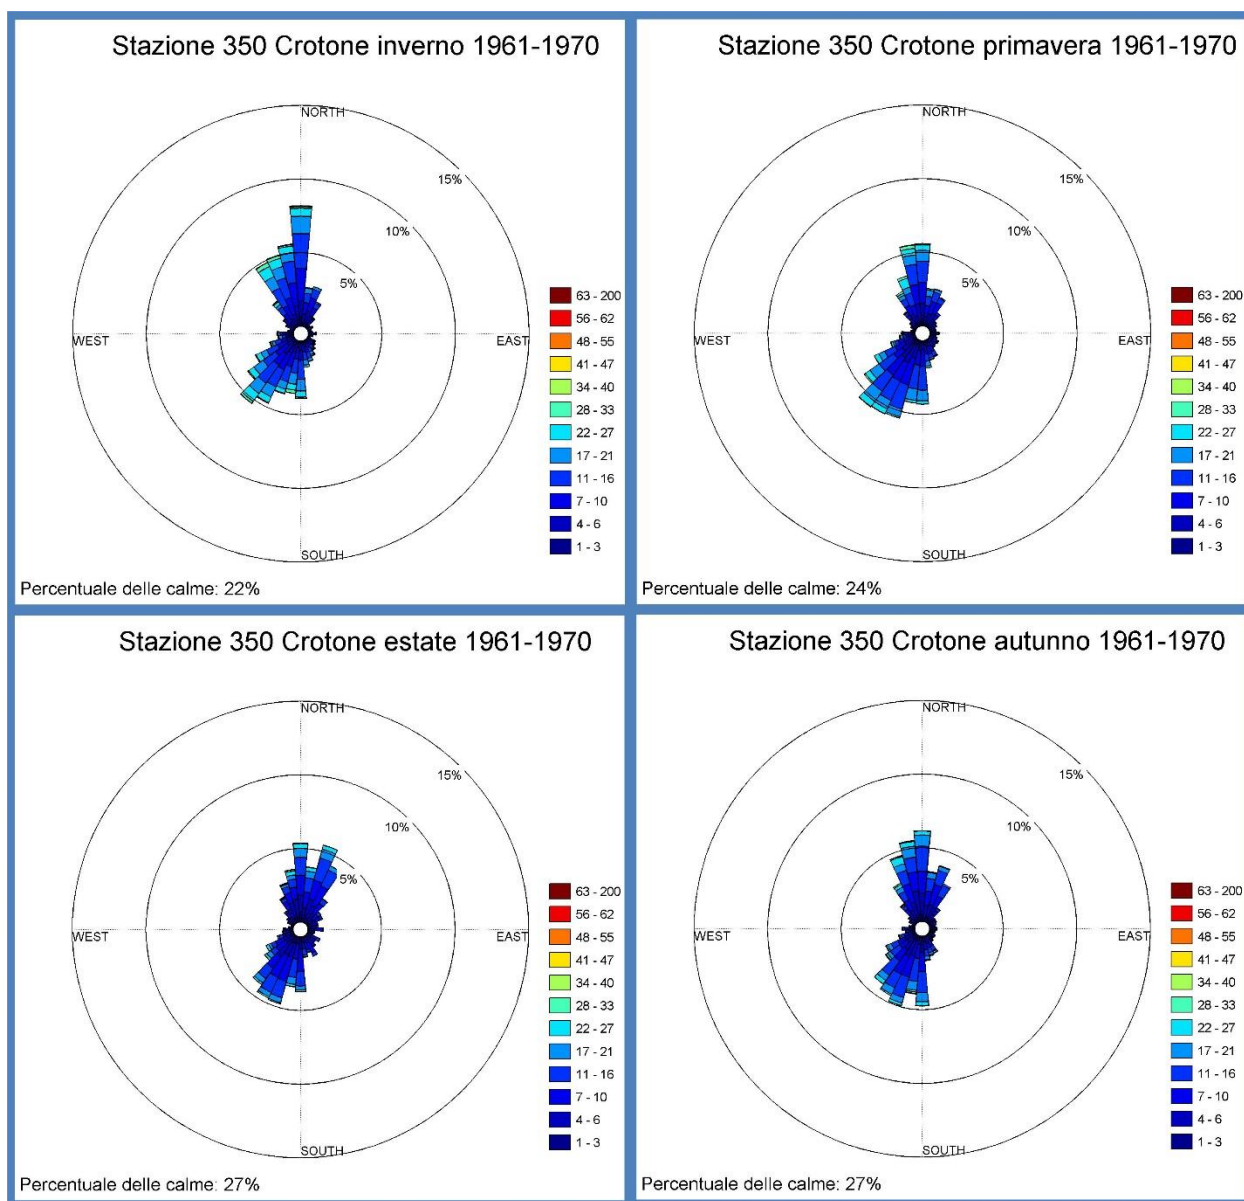 Stazione 350 Crotone inverno 1961-1970
NORTH
15%
10%
5%
WEST
EAST
SOUTH
63 - 200
56 - 62
48 - 55
41 - 47
34 - 40
28 - 33
22 - 27
17 - 21
11 - 16
7 - 10
4 - 6
1 - 3
Percentuale delle calme: 22%
Stazione 350 Crotone primavera 1961-1970
NORTH
15%
10%
5%
WEST
EAST
SOUTH
63 - 200
56 - 62
48 - 55
41 - 47
34 - 40
28 - 33
22 - 27
17 - 21
11 - 16
7 - 10
4 - 6
1 - 3
Percentuale delle calme: 24%
Stazione 350 Crotone estate 1961-1970
NORTH
15%
10%
5%
WEST
EAST
SOUTH
63 - 200
56 - 62
48 - 55
41 - 47
34 - 40
28 - 33
22 - 27
17 - 21
11 - 16
7 - 10
4 - 6
1 - 3
Percentuale delle calme: 27%
Stazione 350 Crotone autunno 1961-1970
NORTH
15%
10%
5%
WEST
EAST
SOUTH
63 - 200
56 - 62
48 - 55
41 - 47
34 - 40
28 - 33
22 - 27
17 - 21
11 - 16
7 - 10
4 - 6
1 - 3
Percentuale delle calme: 27%